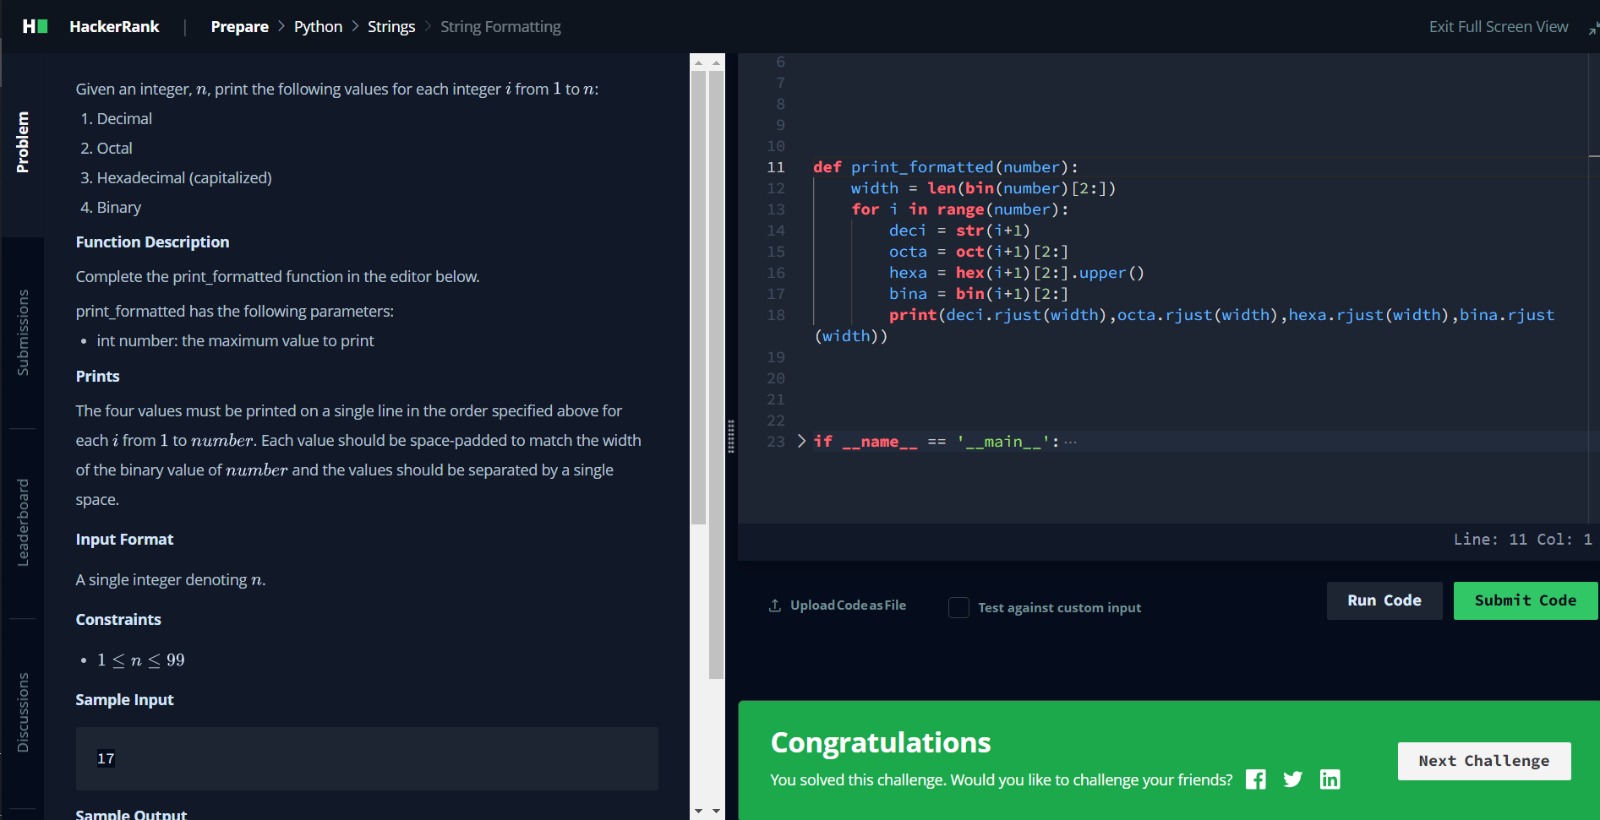 HackerRank | Prepare > Python > Strings > String Formatting
Exit Full Screen View
Problem
Submissions
Leaderboard
Discussions
Given an integer, n, print the following values for each integer i from 1 to n:
1. Decimal
2. Octal
3. Hexadecimal (capitalized)
4. Binary
Function Description
Complete the print_formatted function in the editor below.
print_formatted has the following parameters:
• int number: the maximum value to print
Prints
The four values must be printed on a single line in the order specified above for
each i from 1 to number. Each value should be space-padded to match the width
of the binary value of number and the values should be separated by a single
space.
Input Format
A single integer denoting n.
Constraints
• 1 ≤ n ≤ 99
Sample Input
17
Sample Output
6
7
8
9
10
11 def print_formatted(number):
12     width = len(bin(number)[2:])
13     for i in range(number):
14         deci = str(i+1)
15         octa = oct(i+1)[2:]
16         hexa = hex(i+1)[2:].upper()
17         bina = bin(i+1)[2:]
18         print(deci.rjust(width),octa.rjust(width),hexa.rjust(width),bina.rjust
(width))
19
20
21
22
23 > if __name__ == '__main__': ···
Line: 11 Col: 1
Upload Code as File
Test against custom input
Run Code
Submit Code
Congratulations
You solved this challenge. Would you like to challenge your friends?
Next Challenge